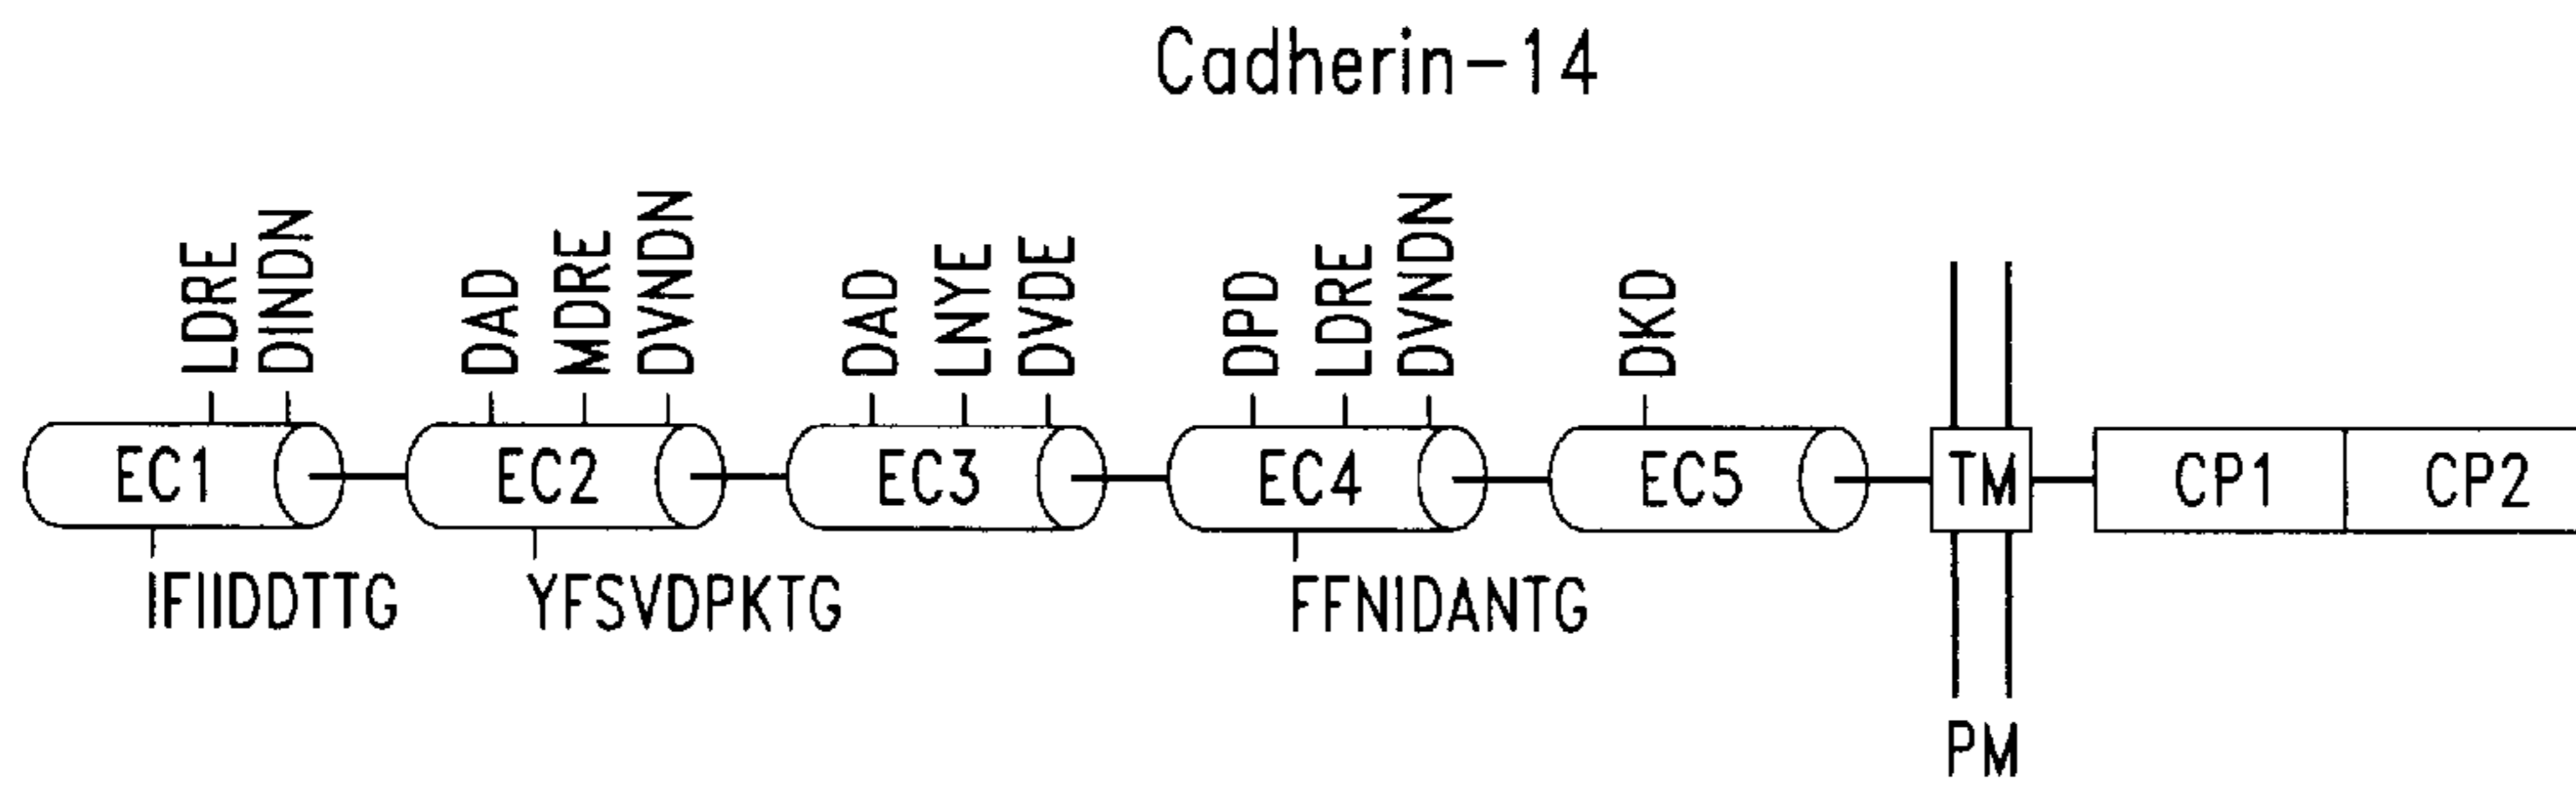 Cadherin-14
LDRE DINDN DAD MDRE DVNDN DAD LNYE DVDE DPD LDRE DVNDN DKD
EC1 EC2 EC3 EC4 EC5 TM CP1 CP2
IFIIDDTTG YFSVDPKTG FFNIDANTG
PM